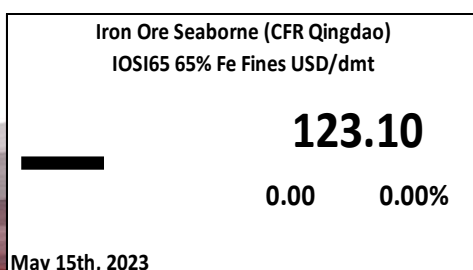 Iron Ore Seaborne (CFR Qingdao)
IOSI65 65% Fe Fines USD/dmt
123.10
0.00 0.00%
May 15th, 2023